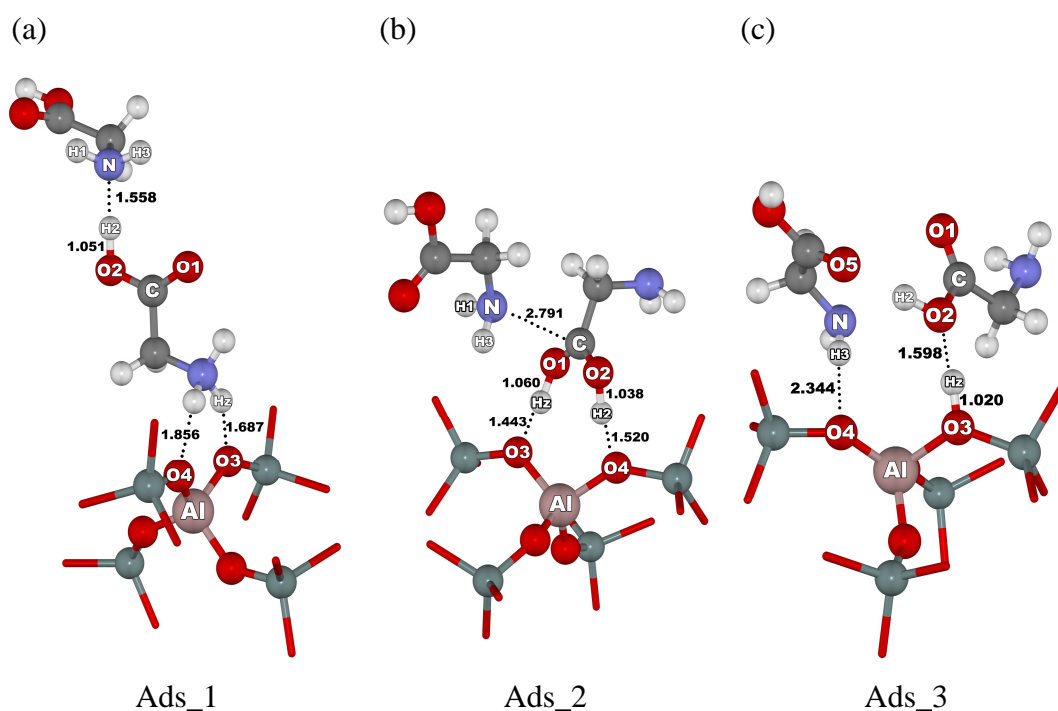 (a)
H1
N
H3
1.558
H2
1.051
O2
O1
C
Hz
1.856
1.687
O4
O3
Al
Ads_1
(b)
H1
N
H3
2.791
C
O1
O2
1.060
1.038
Hz
H2
1.443
1.520
O3
O4
Al
Ads_2
(c)
O5
O1
C
H2
O2
N
H3
1.598
2.344
Hz
1.020
O4
O3
Al
Ads_3